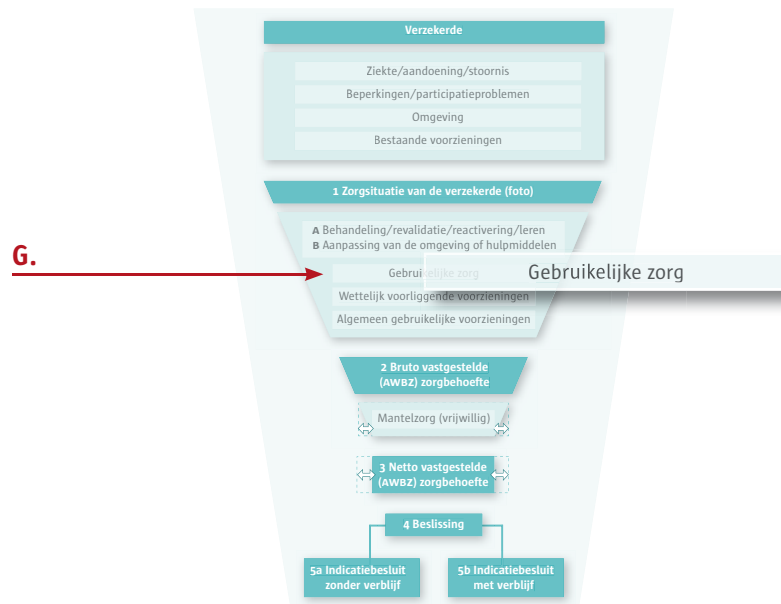 Verzekerde
Ziekte/aandoening/stoornis
Beperkingen/participatieproblemen
Omgeving
Bestaande voorzieningen
1 Zorgsituatie van de verzekerde (foto)
A Behandeling/revalidatie/reactivering/leren
B Aanpassing van de omgeving of hulpmiddelen
G.
Gebruikelijke zorg
Gebruikelijke zorg
Wettelijk voorliggende voorzieningen
Algemeen gebruikelijke voorzieningen
2 Bruto vastgestelde
(AWBZ) zorgbehoefte
Mantelzorg (vrijwillig)
3 Netto vastgestelde
(AWBZ) zorgbehoefte
4 Beslissing
5a Indicatiebesluit
zonder verblijf
5b Indicatiebesluit
met verblijf